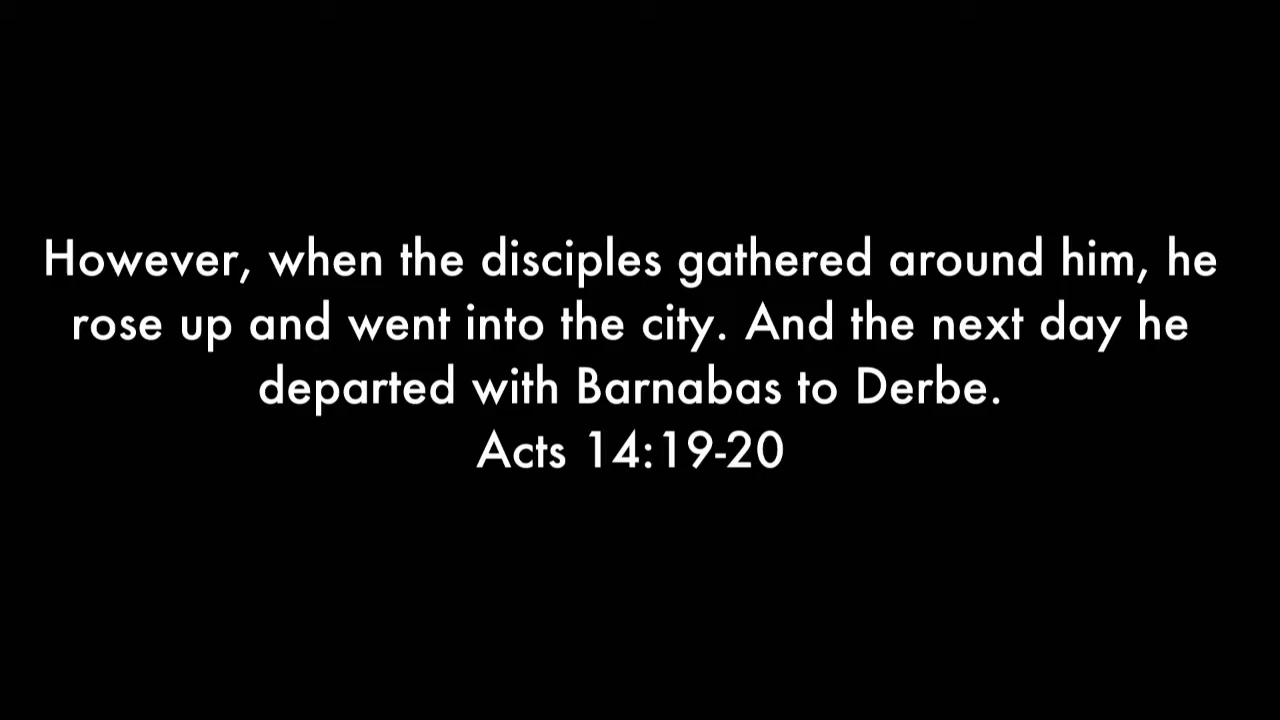 However, when the disciples gathered around him, he
rose up and went into the city. And the next day he
departed with Barnabas to Derbe.
Acts 14:19-20